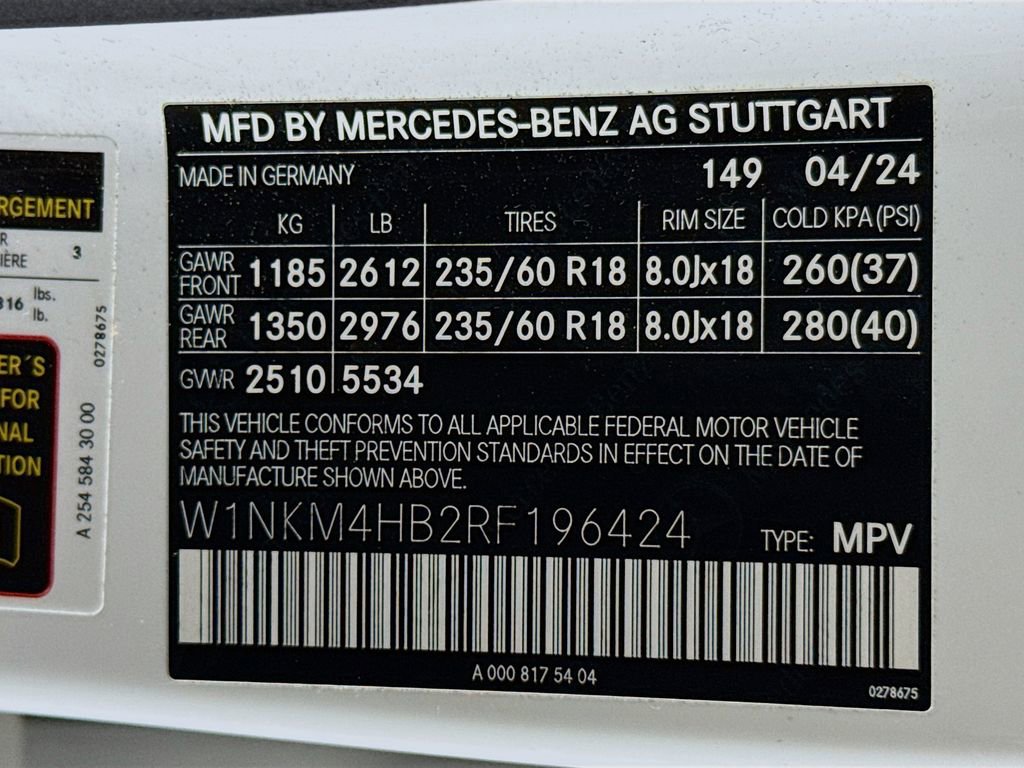 MFD BY MERCEDES-BENZ AG STUTTGART
MADE IN GERMANY 149 04/24
KG LB TIRES RIM SIZE COLD KPA (PSI)
GAWR FRONT 1185 2612 235/60 R18 8.0Jx18 260(37)
GAWR REAR 1350 2976 235/60 R18 8.0Jx18 280(40)
GVWR 2510 5534
THIS VEHICLE CONFORMS TO ALL APPLICABLE FEDERAL MOTOR VEHICLE
SAFETY AND THEFT PREVENTION STANDARDS IN EFFECT ON THE DATE OF
MANUFACTURE SHOWN ABOVE.
W1NKM4HB2RF196424 TYPE: MPV
A 000 817 54 04
0278675
RGEMENT
R
IÈRE 3
816 lbs.
lb.
ER´S
FOR
NAL
TION
0278675
A 254 584 30 00